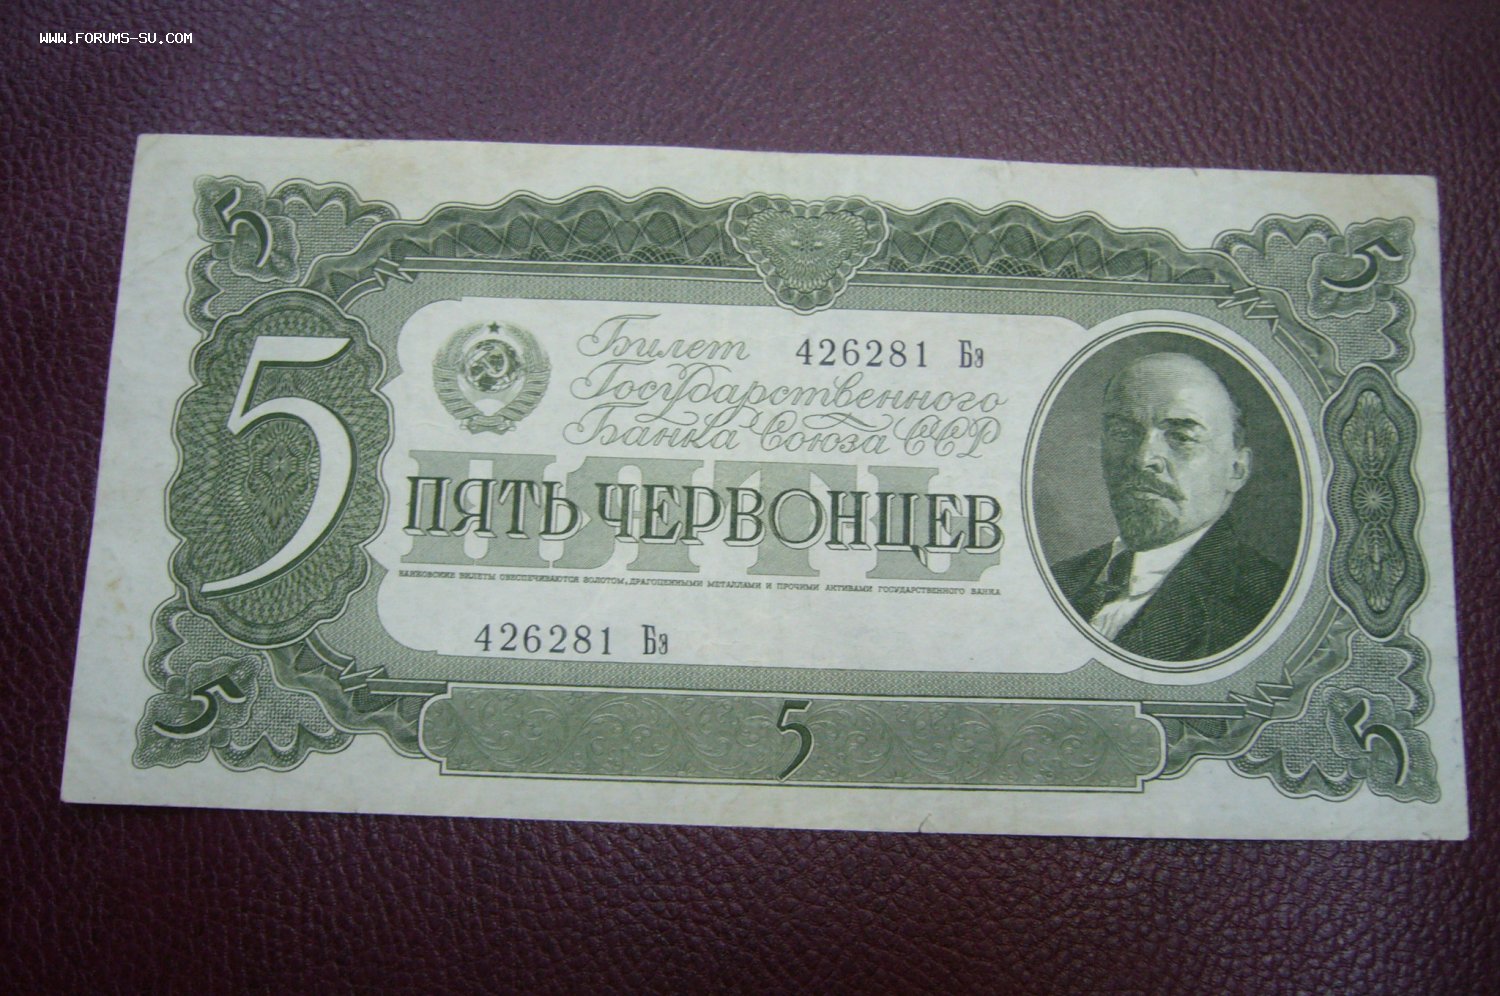 WWW.FORUMS-SU.COM
5
5
5
Билет
426281 Бэ
Государственного
Банка Союза ССР
ПЯТЬ
ПЯТЬ ЧЕРВОНЦЕВ
БАНКОВСКИЕ БИЛЕТЫ ОБЕСПЕЧИВАЮТСЯ ЗОЛОТОМ, ДРАГОЦЕННЫМИ МЕТАЛЛАМИ И ПРОЧИМИ АКТИВАМИ ГОСУДАРСТВЕННОГО БАНКА
426281 Бэ
5
5
5